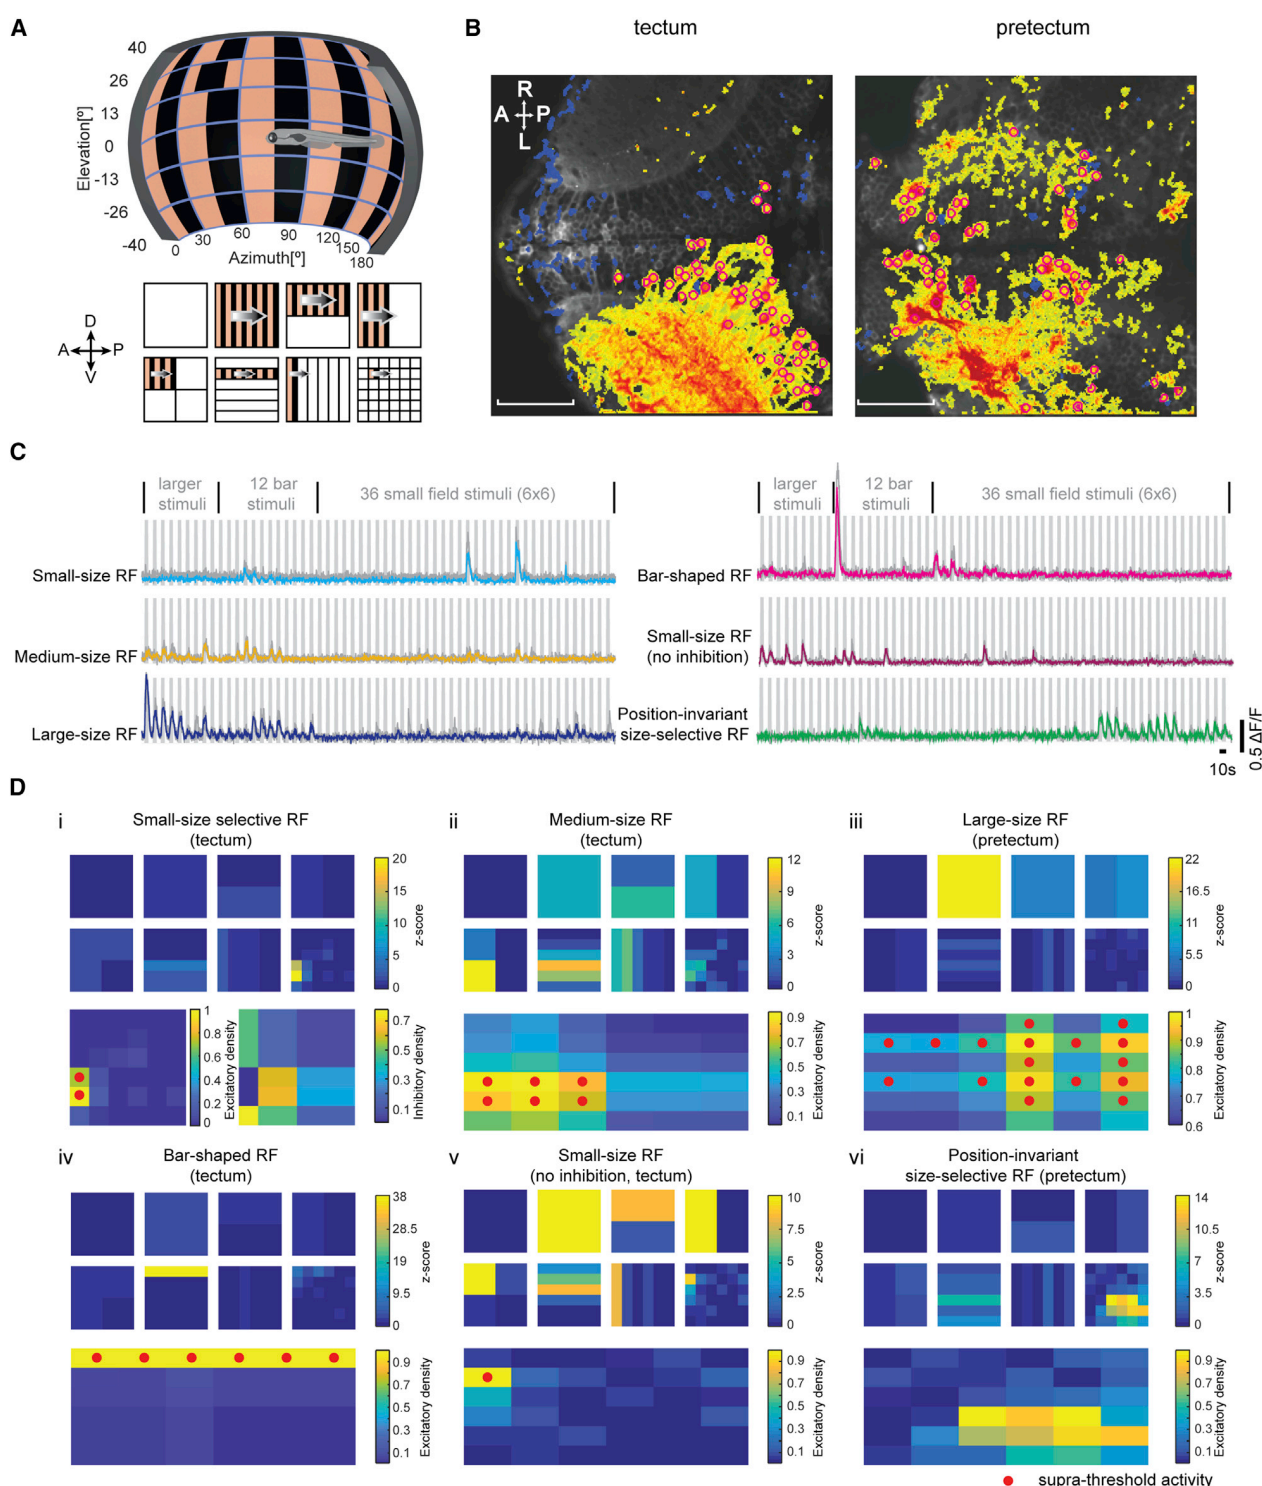 A
40
26
13
0
-13
-26
-40
Elevation[º]
0
30
60
90
120
150
180
Azimuth[º]
D
A
P
V
B
tectum
pretectum
R
A
P
L
C
larger stimuli
12 bar stimuli
36 small field stimuli (6x6)
Small-size RF
Medium-size RF
Large-size RF
larger stimuli
12 bar stimuli
36 small field stimuli (6x6)
Bar-shaped RF
Small-size RF
(no inhibition)
Position-invariant
size-selective RF
0.5 ΔF/F
10s
D
i
Small-size selective RF
(tectum)
20
15
10
5
0
z-score
1
0.8
0.6
0.4
0.2
0
Excitatory density
0.7
0.5
0.3
0.1
Inhibitory density
ii
Medium-size RF
(tectum)
12
9
6
3
0
z-score
0.9
0.7
0.5
0.3
0.1
Excitatory density
iii
Large-size RF
(pretectum)
22
16.5
11
5.5
0
z-score
1
0.9
0.8
0.7
0.6
Excitatory density
iv
Bar-shaped RF
(tectum)
38
28.5
19
9.5
0
z-score
0.9
0.7
0.5
0.3
0.1
Excitatory density
v
Small-size RF
(no inhibition, tectum)
10
7.5
5
2.5
0
z-score
0.9
0.7
0.5
0.3
0.1
Excitatory density
vi
Position-invariant
size-selective RF (pretectum)
14
10.5
7
3.5
0
z-score
0.9
0.7
0.5
0.3
0.1
Excitatory density
supra-threshold activity